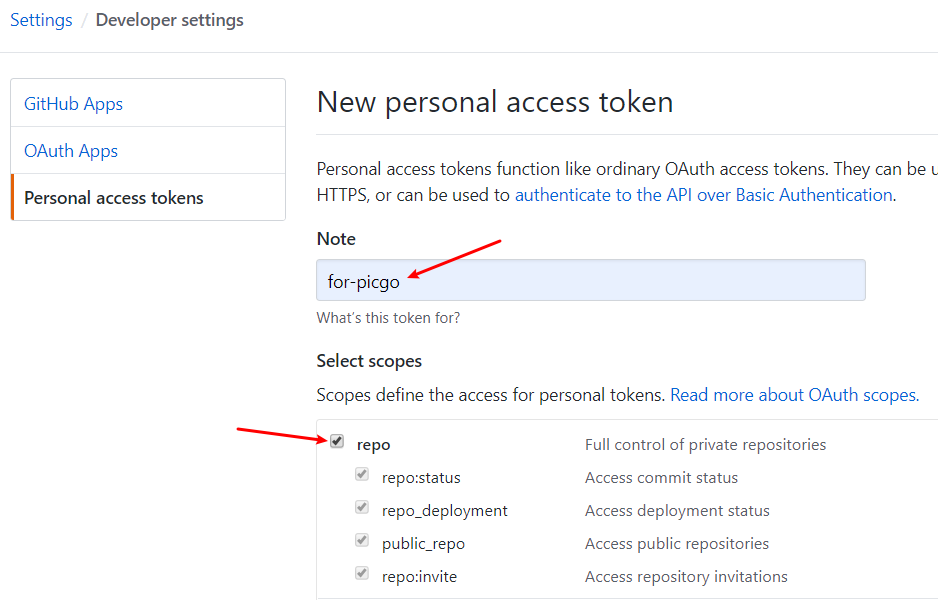 Settings / Developer settings
GitHub Apps
OAuth Apps
Personal access tokens
New personal access token
Personal access tokens function like ordinary OAuth access tokens. They can be
HTTPS, or can be used to authenticate to the API over Basic Authentication.
Note
for-picgo
What's this token for?
Select scopes
Scopes define the access for personal tokens. Read more about OAuth scopes.
repo Full control of private repositories
repo:status Access commit status
repo_deployment Access deployment status
public_repo Access public repositories
repo:invite Access repository invitations